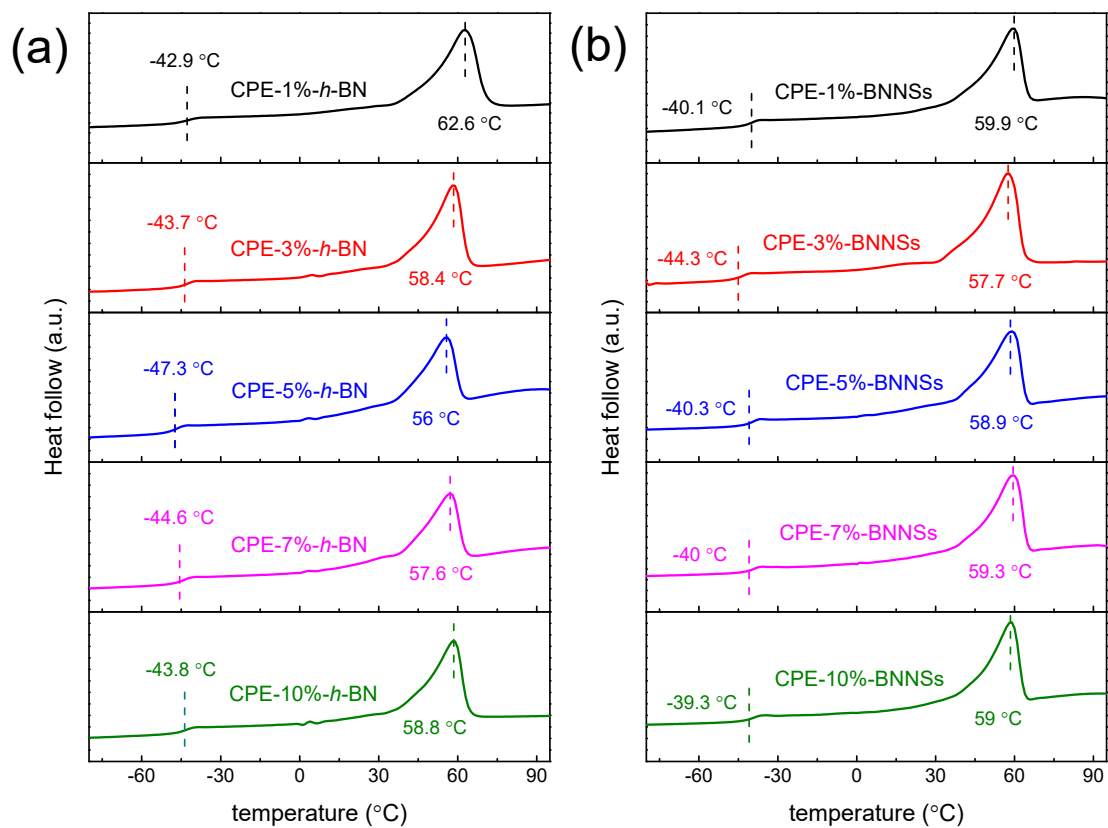 (a)
Heat follow (a.u.)
-42.9 °C
CPE-1%-h-BN
62.6 °C
-43.7 °C
CPE-3%-h-BN
58.4 °C
-47.3 °C
CPE-5%-h-BN
56 °C
-44.6 °C
CPE-7%-h-BN
57.6 °C
-43.8 °C
CPE-10%-h-BN
58.8 °C
-60 -30 0 30 60 90
temperature (°C)
(b)
Heat follow (a.u.)
-40.1 °C
CPE-1%-BNNSs
59.9 °C
-44.3 °C
CPE-3%-BNNSs
57.7 °C
-40.3 °C
CPE-5%-BNNSs
58.9 °C
-40 °C
CPE-7%-BNNSs
59.3 °C
-39.3 °C
CPE-10%-BNNSs
59 °C
-60 -30 0 30 60 90
temperature (°C)